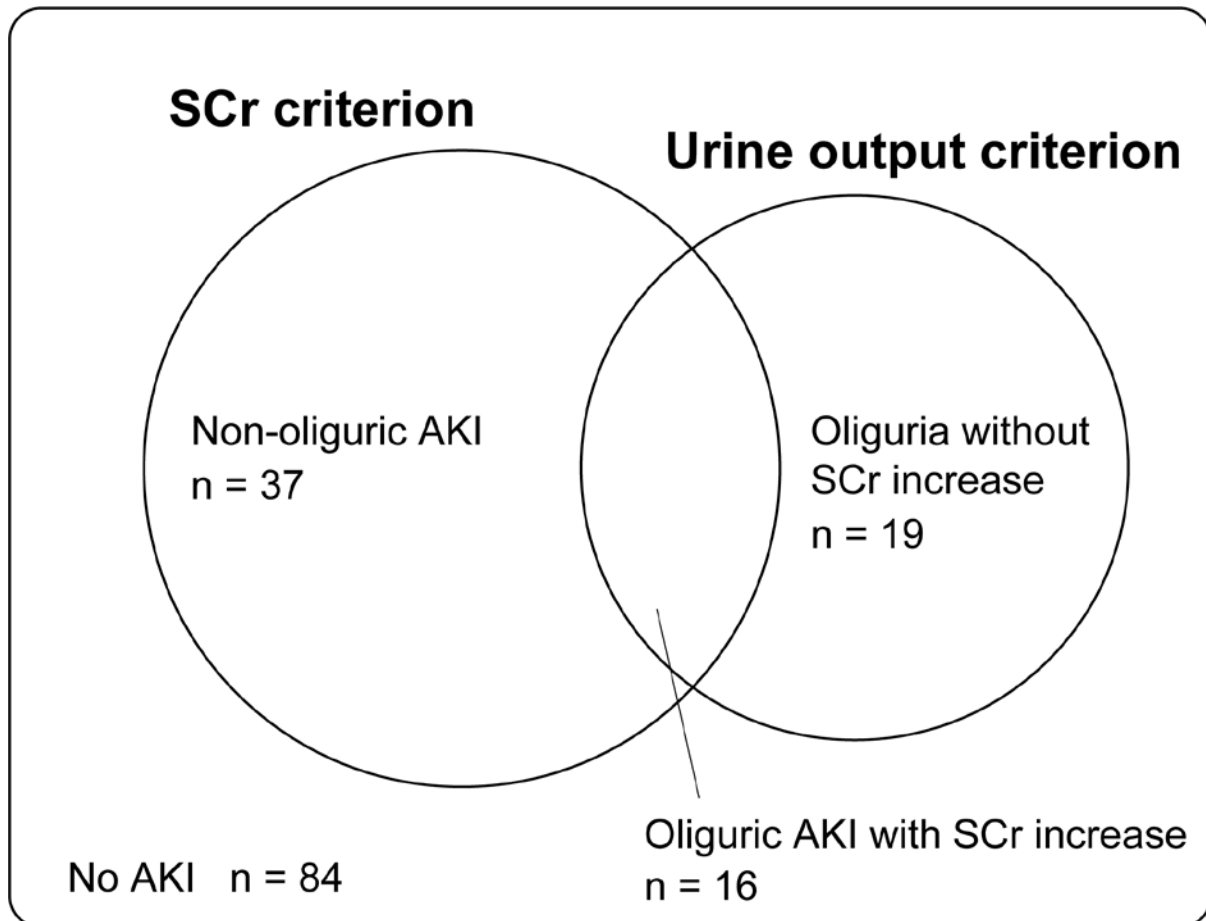 SCr criterion
Urine output criterion
Non-oliguric AKI
n = 37
Oliguria without
SCr increase
n = 19
Oliguric AKI with SCr increase
n = 16
No AKI n = 84